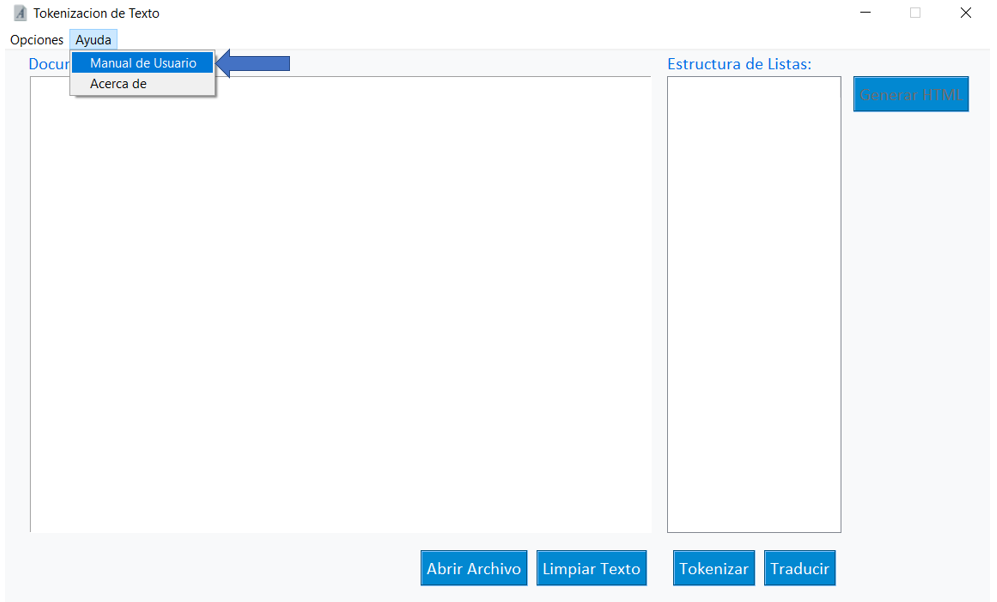 Tokenizacion de Texto
Opciones Ayuda
Manual de Usuario
Acerca de
Docu
Estructura de Listas:
Generar HTML
Abrir Archivo
Limpiar Texto
Tokenizar
Traducir